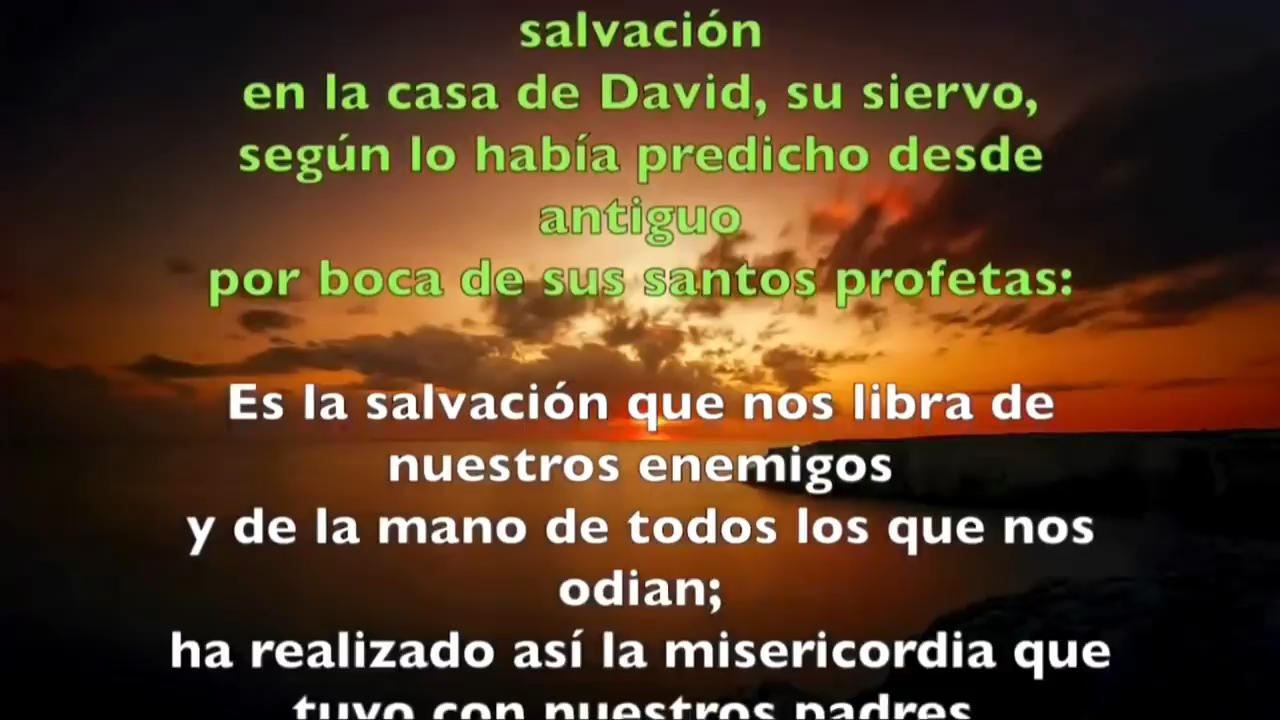 salvación
en la casa de David, su siervo,
según lo había predicho desde
antiguo
por boca de sus santos profetas:
Es la salvación que nos libra de
nuestros enemigos
y de la mano de todos los que nos
odian;
ha realizado así la misericordia que
tuvo con nuestros padres